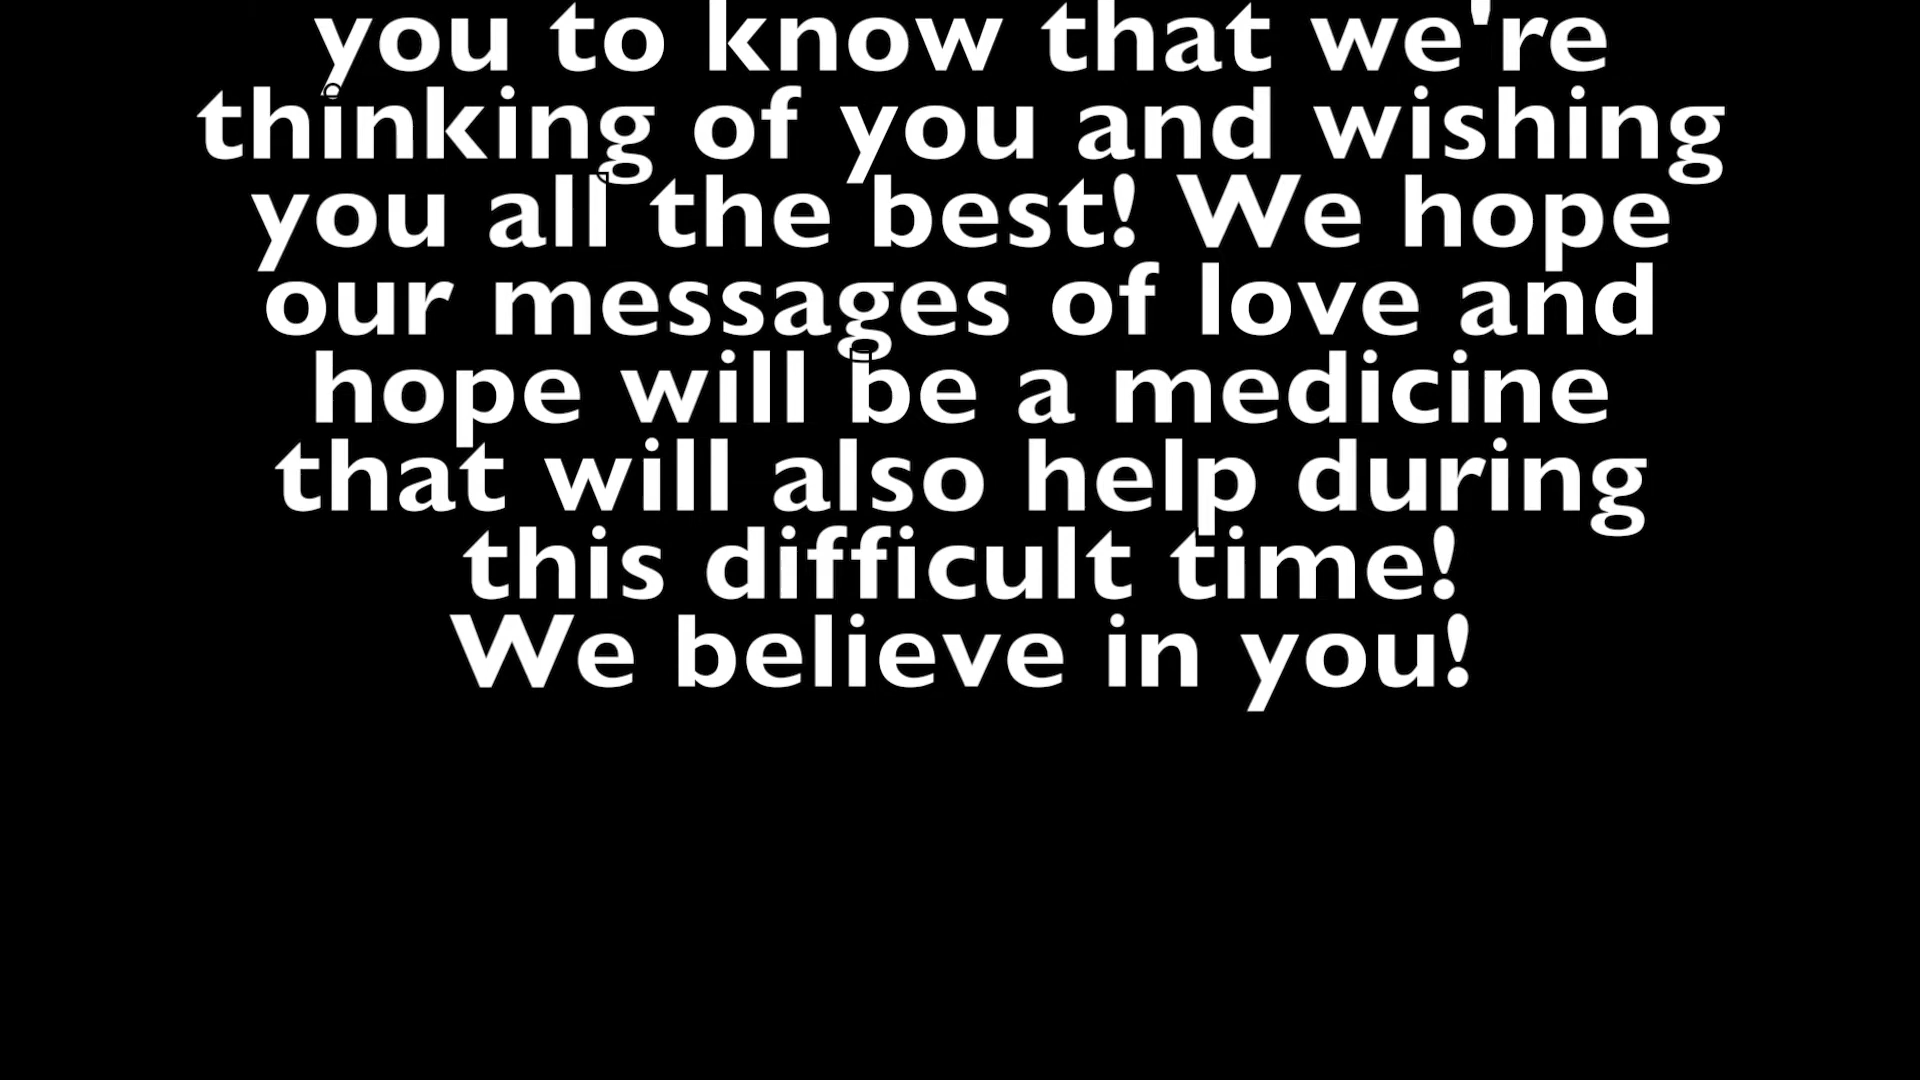 you to know that we're
thinking of you and wishing
you all the best! We hope
our messages of love and
hope will be a medicine
that will also help during
this difficult time!
We believe in you!